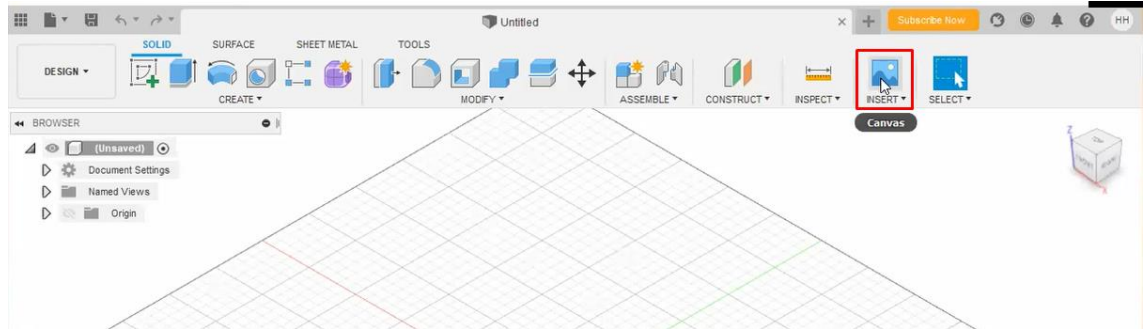 Untitled
Subscribe Now
HH
DESIGN
SOLID SURFACE SHEET METAL TOOLS
CREATE MODIFY ASSEMBLE CONSTRUCT INSPECT INSERT SELECT
Canvas
BROWSER
(Unsaved)
Document Settings
Named Views
Origin
Z
FRONT
X